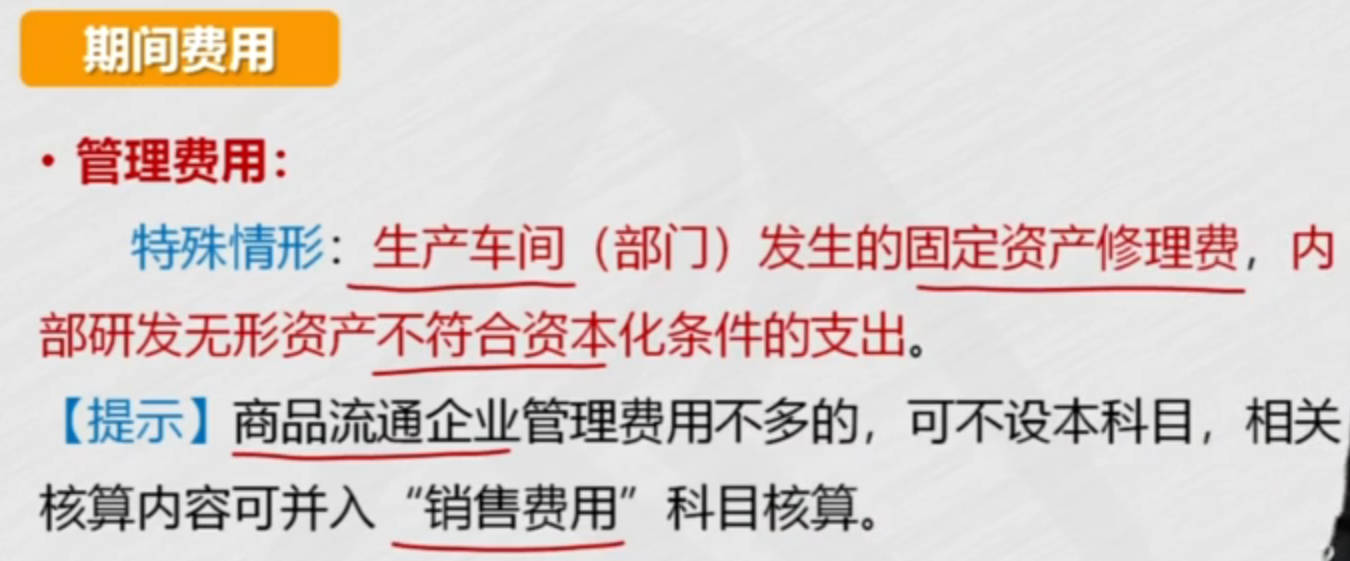 期间费用
• 管理费用：
特殊情形：生产车间（部门）发生的固定资产修理费，内
部研发无形资产不符合资本化条件的支出。
【提示】商品流通企业管理费用不多的，可不设本科目，相关
核算内容可并入“销售费用”科目核算。